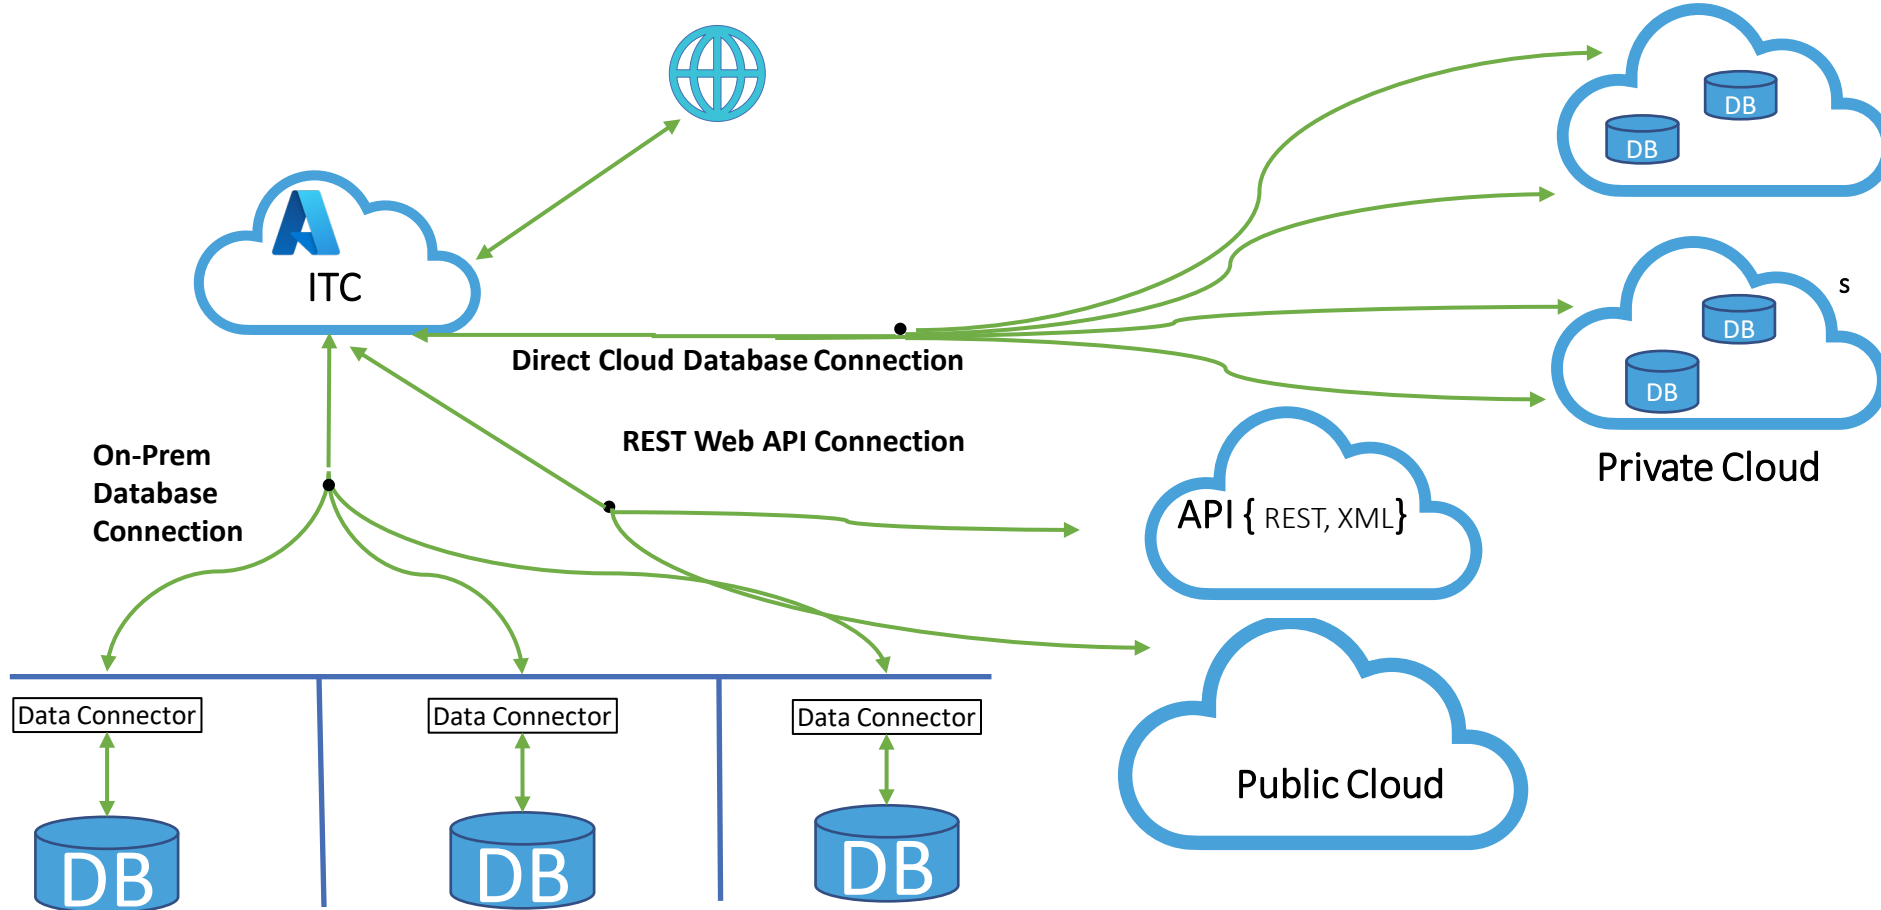 DB
DB
ITC
s
DB
DB
Direct Cloud Database Connection
REST Web API Connection
Private Cloud
On-Prem
Database
Connection
API { REST, XML}
Data Connector
Data Connector
Data Connector
Public Cloud
DB
DB
DB